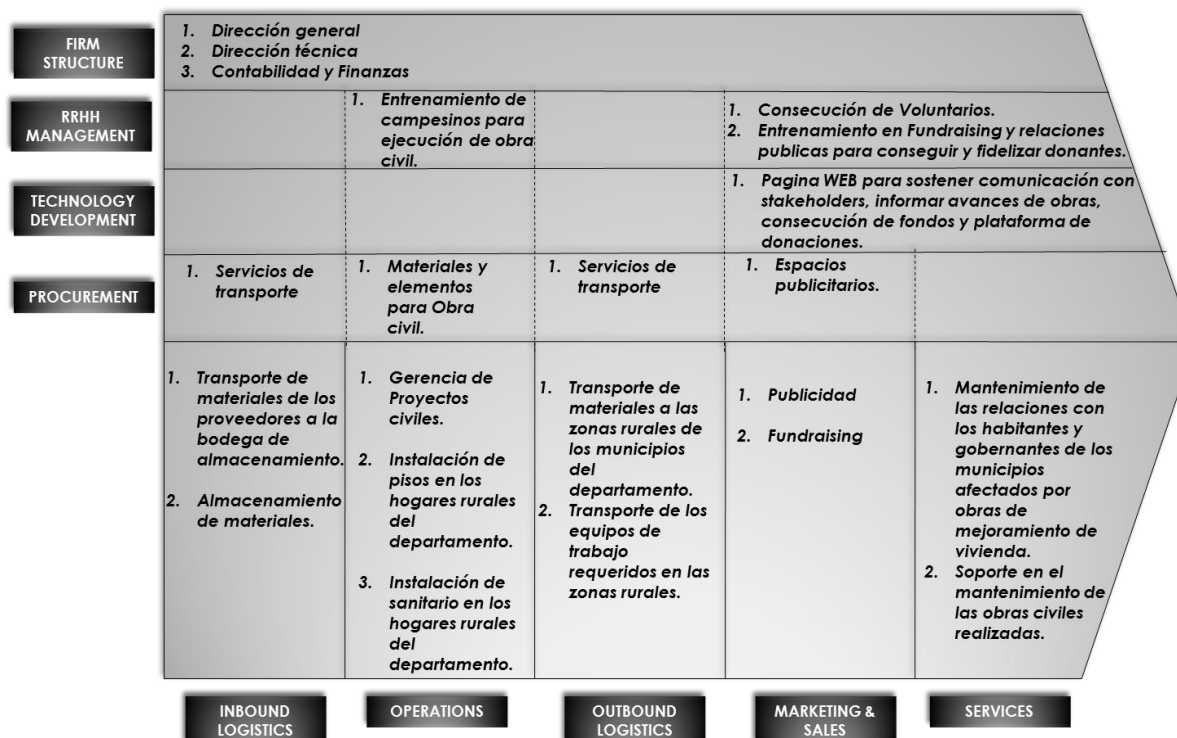 FIRM
STRUCTURE
1. Dirección general
2. Dirección técnica
3. Contabilidad y Finanzas
RRHH
MANAGEMENT
1. Entrenamiento de
campesinos para
ejecución de obra
civil.
1. Consecución de Voluntarios.
2. Entrenamiento en Fundraising y relaciones
publicas para conseguir y fidelizar donantes.
TECHNOLOGY
DEVELOPMENT
1. Pagina WEB para sostener comunicación con
stakeholders, informar avances de obras,
consecución de fondos y plataforma de
donaciones.
PROCUREMENT
1. Servicios de
transporte
1. Materiales y
elementos
para Obra
civil.
1. Servicios de
transporte
1. Espacios
publicitarios.
1. Transporte de
materiales de los
proveedores a la
bodega de
almacenamiento.
2. Almacenamiento
de materiales.
1. Gerencia de
Proyectos
civiles.
2. Instalación de
pisos en los
hogares rurales
del
departamento.
3. Instalación de
sanitario en los
hogares rurales
del
departamento.
1. Transporte de
materiales a las
zonas rurales de
los municipios
del
departamento.
2. Transporte de los
equipos de
trabajo
requeridos en las
zonas rurales.
1. Publicidad
2. Fundraising
1. Mantenimiento de
las relaciones con
los habitantes y
gobernantes de los
municipios
afectados por
obras de
mejoramiento de
vivienda.
2. Soporte en el
mantenimiento de
las obras civiles
realizadas.
INBOUND
LOGISTICS
OPERATIONS
OUTBOUND
LOGISTICS
MARKETING &
SALES
SERVICES